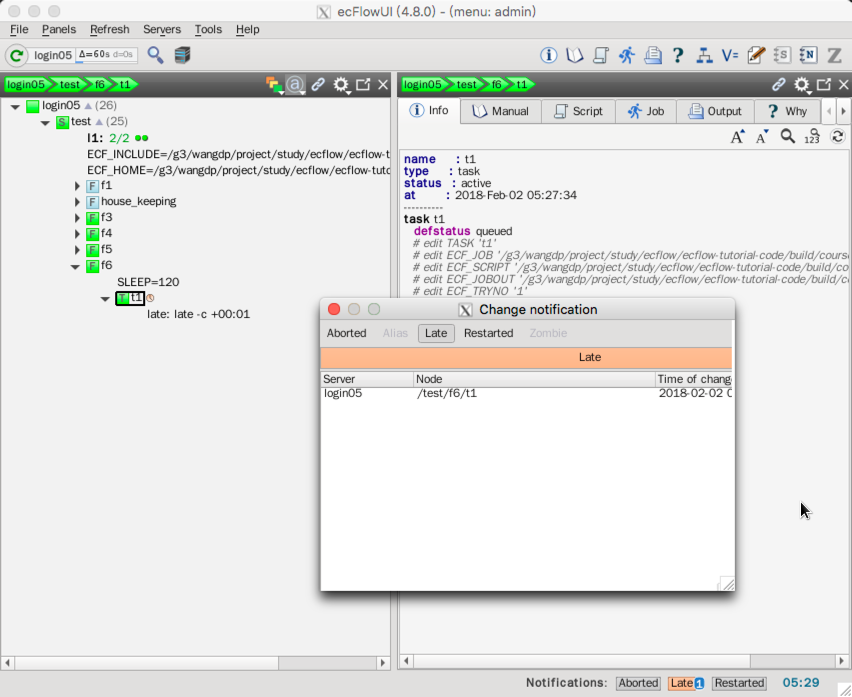 ecFlowUI (4.8.0) - (menu: admin)
File Panels Refresh Servers Tools Help
login05 Δ=60s d=0s
login05 test f6 t1
login05 test f6 t1
Info Manual Script Job Output Why
login05 (26)
S test (25)
l1: 2/2
ECF_INCLUDE=/g3/wangdp/project/study/ecflow/ecflow-t
ECF_HOME=/g3/wangdp/project/study/ecflow/ecflow-tuto
F f1
F house_keeping
F f3
F f4
F f5
F f6
SLEEP=120
T t1
late: late -c +00:01
name : t1
type : task
status : active
at : 2018-Feb-02 05:27:34
----------
task t1
defstatus queued
# edit TASK 't1'
# edit ECF_JOB '/g3/wangdp/project/study/ecflow/ecflow-tutorial-code/build/cours
# edit ECF_SCRIPT '/g3/wangdp/project/study/ecflow/ecflow-tutorial-code/build/co
# edit ECF_JOBOUT '/g3/wangdp/project/study/ecflow/ecflow-tutorial-code/build/c
# edit ECF_TRYNO '1'
Change notification
Aborted Alias Late Restarted Zombie
Late
Server Node Time of chang
login05 /test/f6/t1 2018-02-02 0
Notifications: Aborted Late 1 Restarted 05:29